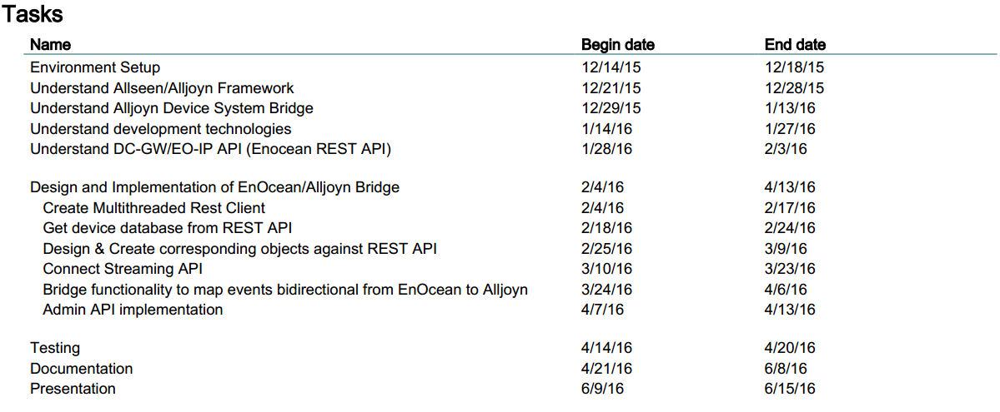 Tasks
Name Begin date End date
Environment Setup 12/14/15 12/18/15
Understand Allseen/Alljoyn Framework 12/21/15 12/28/15
Understand Alljoyn Device System Bridge 12/29/15 1/13/16
Understand development technologies 1/14/16 1/27/16
Understand DC-GW/EO-IP API (Enocean REST API) 1/28/16 2/3/16
Design and Implementation of EnOcean/Alljoyn Bridge 2/4/16 4/13/16
Create Multithreaded Rest Client 2/4/16 2/17/16
Get device database from REST API 2/18/16 2/24/16
Design & Create corresponding objects against REST API 2/25/16 3/9/16
Connect Streaming API 3/10/16 3/23/16
Bridge functionality to map events bidirectional from EnOcean to Alljoyn 3/24/16 4/6/16
Admin API implementation 4/7/16 4/13/16
Testing 4/14/16 4/20/16
Documentation 4/21/16 6/8/16
Presentation 6/9/16 6/15/16